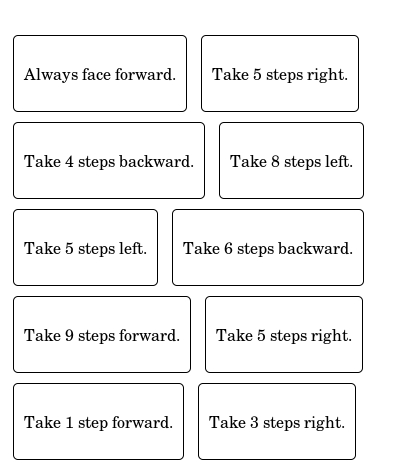 Always face forward.
Take 5 steps right.
Take 4 steps backward.
Take 8 steps left.
Take 5 steps left.
Take 6 steps backward.
Take 9 steps forward.
Take 5 steps right.
Take 1 step forward.
Take 3 steps right.